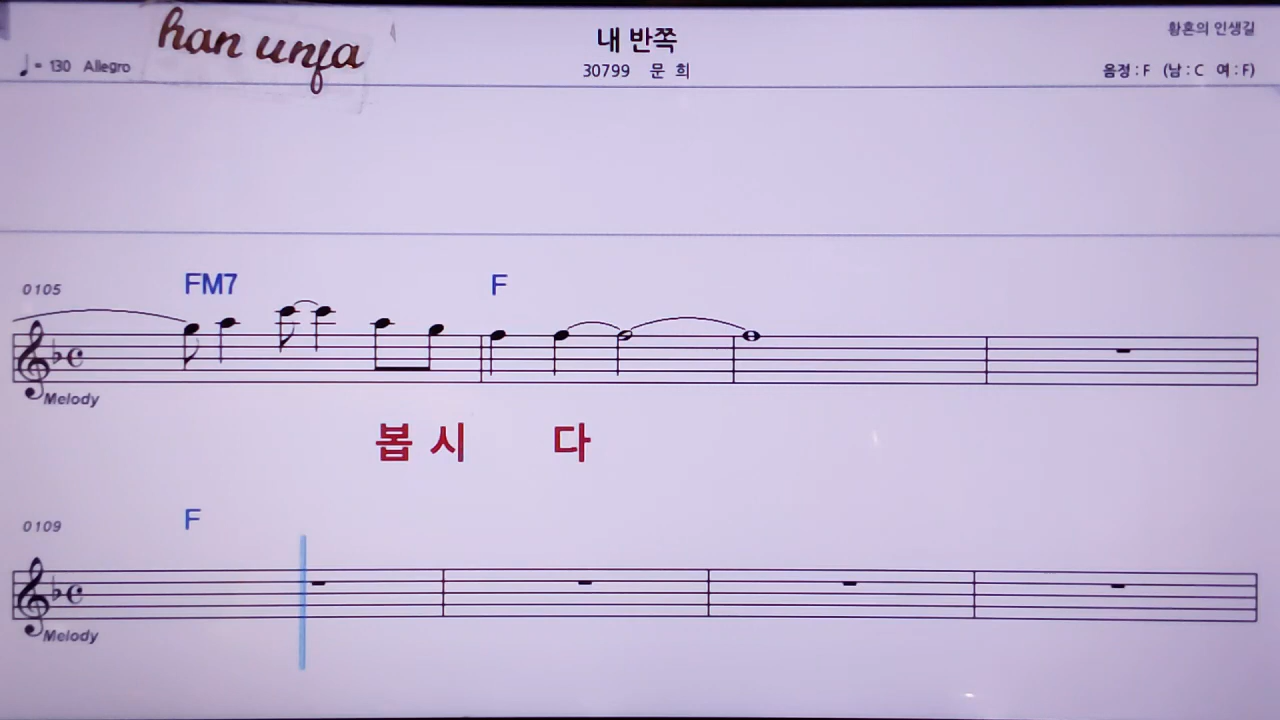 han unfa
내 반쪽
황혼의 인생길
♩= 130 Allegro
30799 문 희
음정 : F (남 : C 여 : F)
0105
FM7 F
Melody
봅 시 다
0109
F
Melody